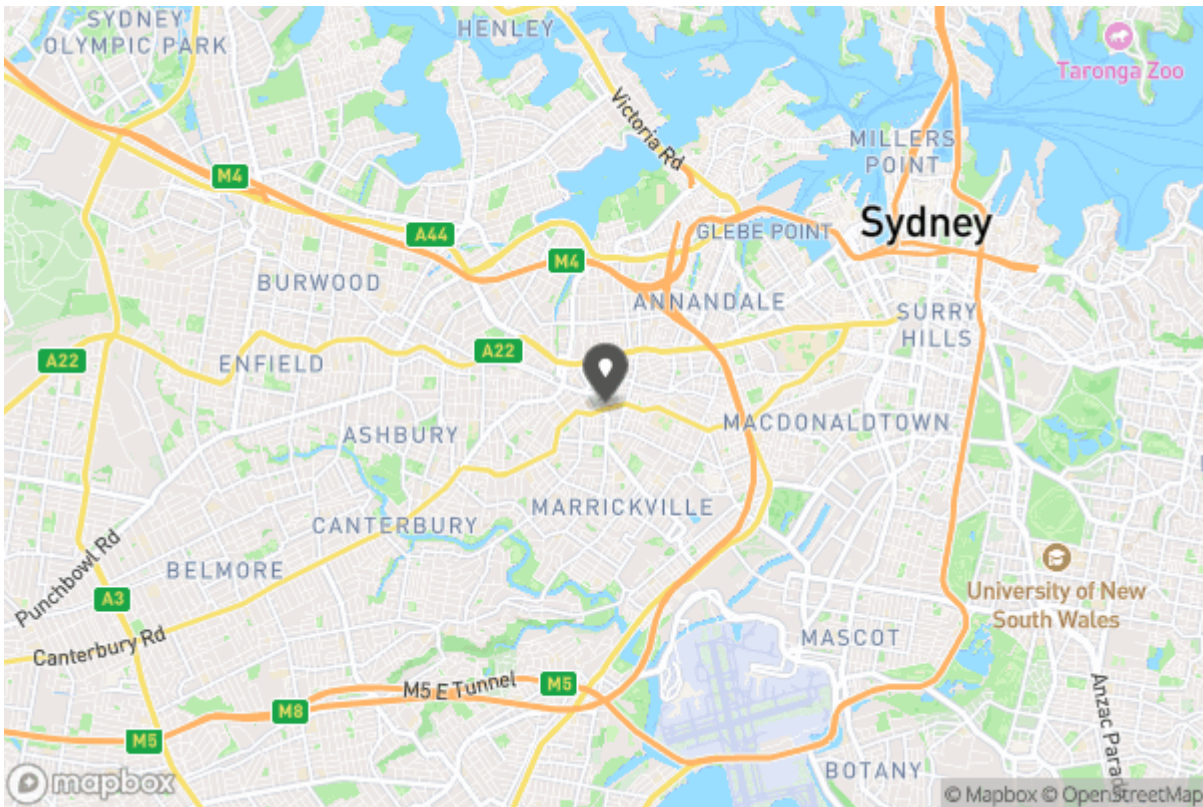 SYDNEY
OLYMPIC PARK
HENLEY
Taronga Zoo
Victoria Rd
MILLERS
POINT
M4
A44
GLEBE POINT
Sydney
M4
BURWOOD
ANNANDALE
SURRY
HILLS
A22
ENFIELD
A22
ASHBURY
MACDONALDTOWN
MARRICKVILLE
CANTERBURY
Punchbowl Rd
BELMORE
A3
University of New
South Wales
Canterbury Rd
MASCOT
M5 E Tunnel
M5
M8
M5
Anzac Parad
BOTANY
mapbox
© Mapbox © OpenStreetMap